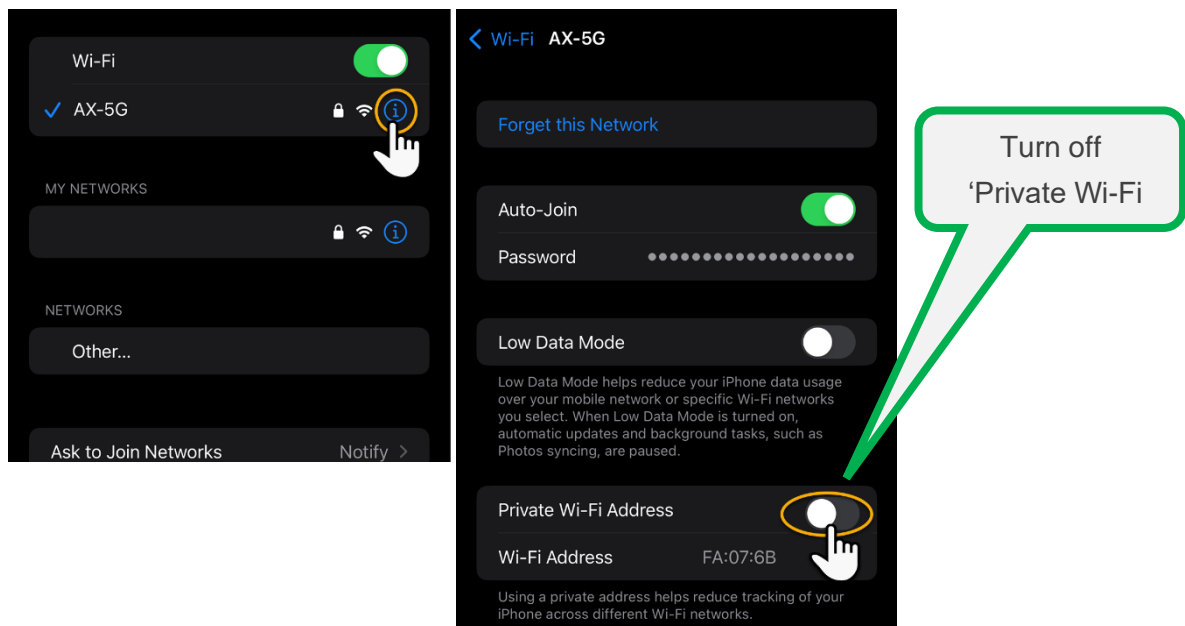 Wi-Fi
AX-5G
MY NETWORKS
NETWORKS
Other...
Ask to Join Networks Notify
Wi-Fi AX-5G
Forget this Network
Auto-Join
Password
Low Data Mode
Low Data Mode helps reduce your iPhone data usage
over your mobile network or specific Wi-Fi networks
you select. When Low Data Mode is turned on,
automatic updates and background tasks, such as
Photos syncing, are paused.
Private Wi-Fi Address
Wi-Fi Address FA:07:6B
Using a private address helps reduce tracking of your
iPhone across different Wi-Fi networks.
Turn off
‘Private Wi-Fi